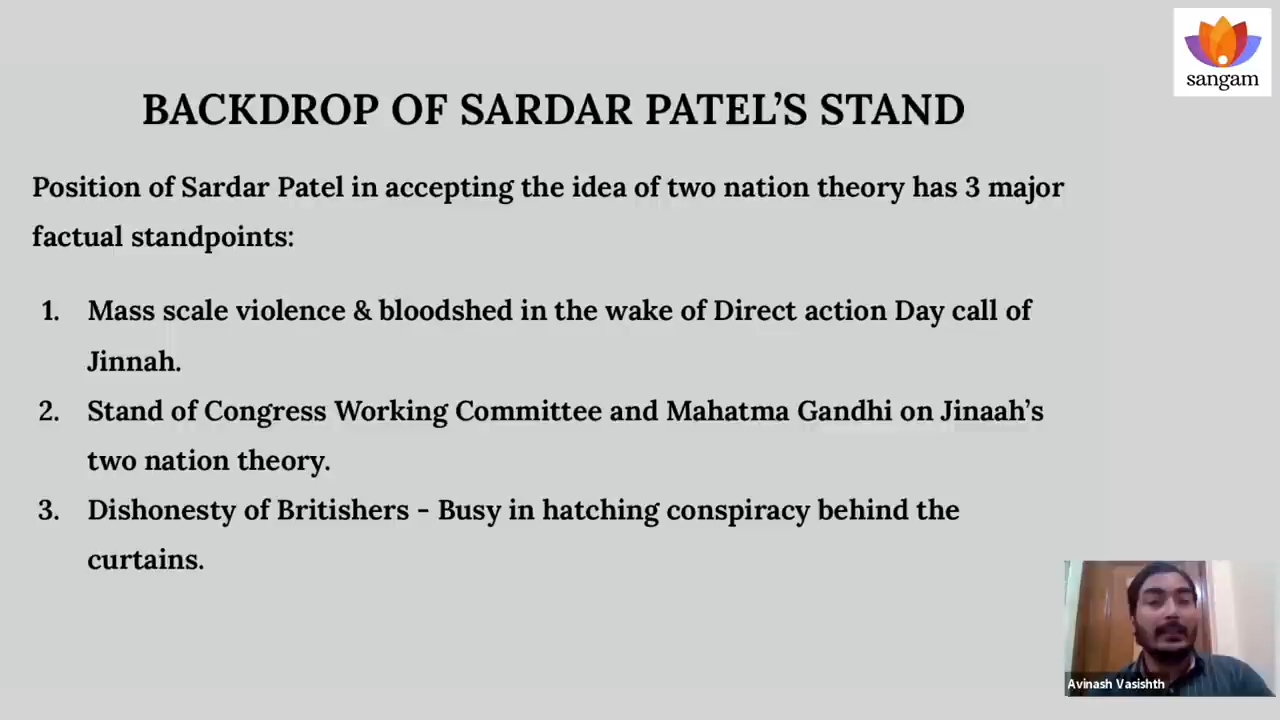 sangam
BACKDROP OF SARDAR PATEL'S STAND
Position of Sardar Patel in accepting the idea of two nation theory has 3 major
factual standpoints:
1. Mass scale violence & bloodshed in the wake of Direct action Day call of
Jinnah.
2. Stand of Congress Working Committee and Mahatma Gandhi on Jinaah's
two nation theory.
3. Dishonesty of Britishers - Busy in hatching conspiracy behind the
curtains.
Avinash Vasishth